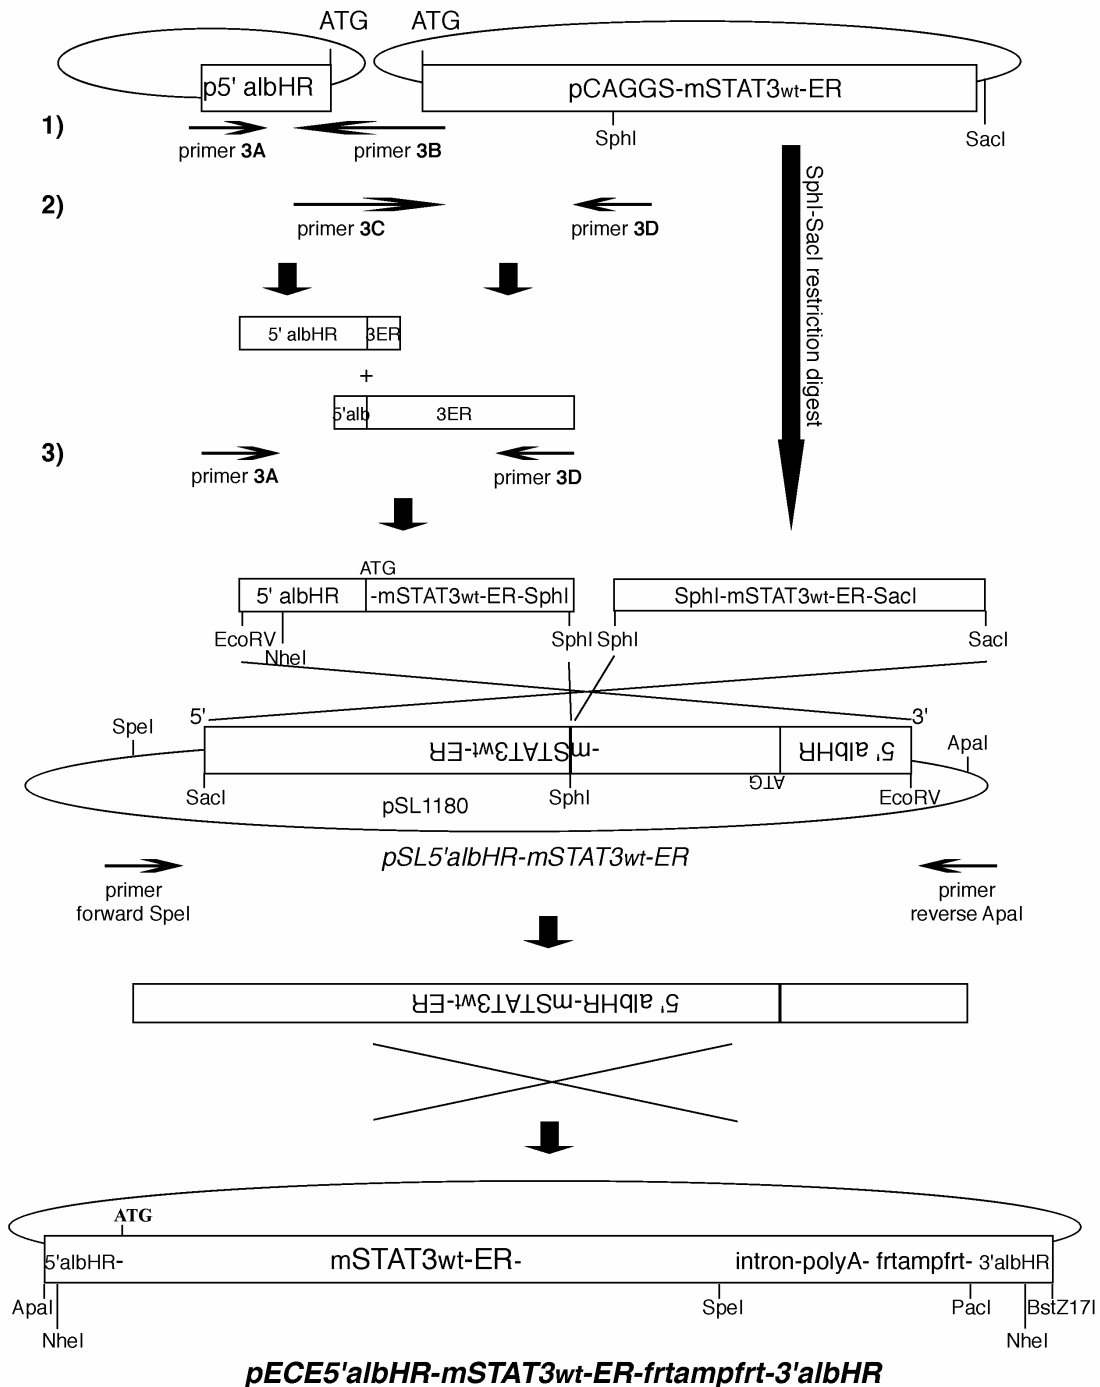 ATG ATG
p5' albHR pCAGGS-mSTAT3wt-ER
1)
SphI SacI
primer 3A primer 3B
2)
primer 3C primer 3D
SphI-SacI restriction digest
5' albHR 3ER
+
5'alb 3ER
3)
primer 3A primer 3D
ATG
5' albHR -mSTAT3wt-ER-SphI SphI-mSTAT3wt-ER-SacI
EcoRV SphI SphI SacI
NheI
5' 3'
SpeI ApaI
5' albHR -mSTAT3wt-ER
ATG
SacI SphI EcoRV
pSL1180
pSL5'albHR-mSTAT3wt-ER
primer primer
forward SpeI reverse ApaI
5' albHR-mSTAT3wt-ER
ATG
5'albHR- mSTAT3wt-ER- intron-polyA- frtampfrt- 3'albHR
ApaI SpeI PacI BstZ17I
NheI NheI
pECE5'albHR-mSTAT3wt-ER-frtampfrt-3'albHR